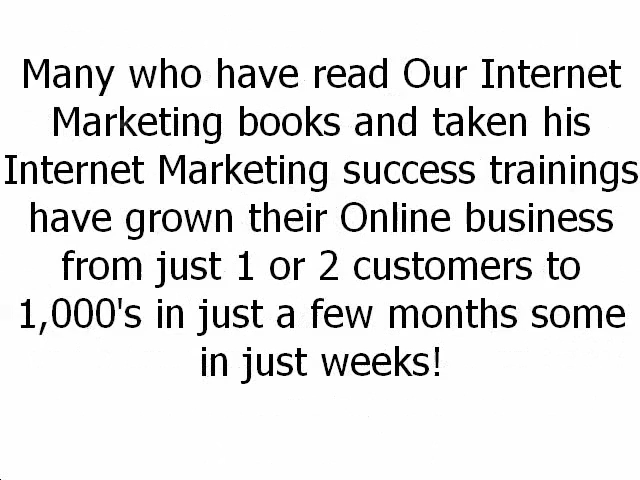 Many who have read Our Internet
Marketing books and taken his
Internet Marketing success trainings
have grown their Online business
from just 1 or 2 customers to
1,000's in just a few months some
in just weeks!